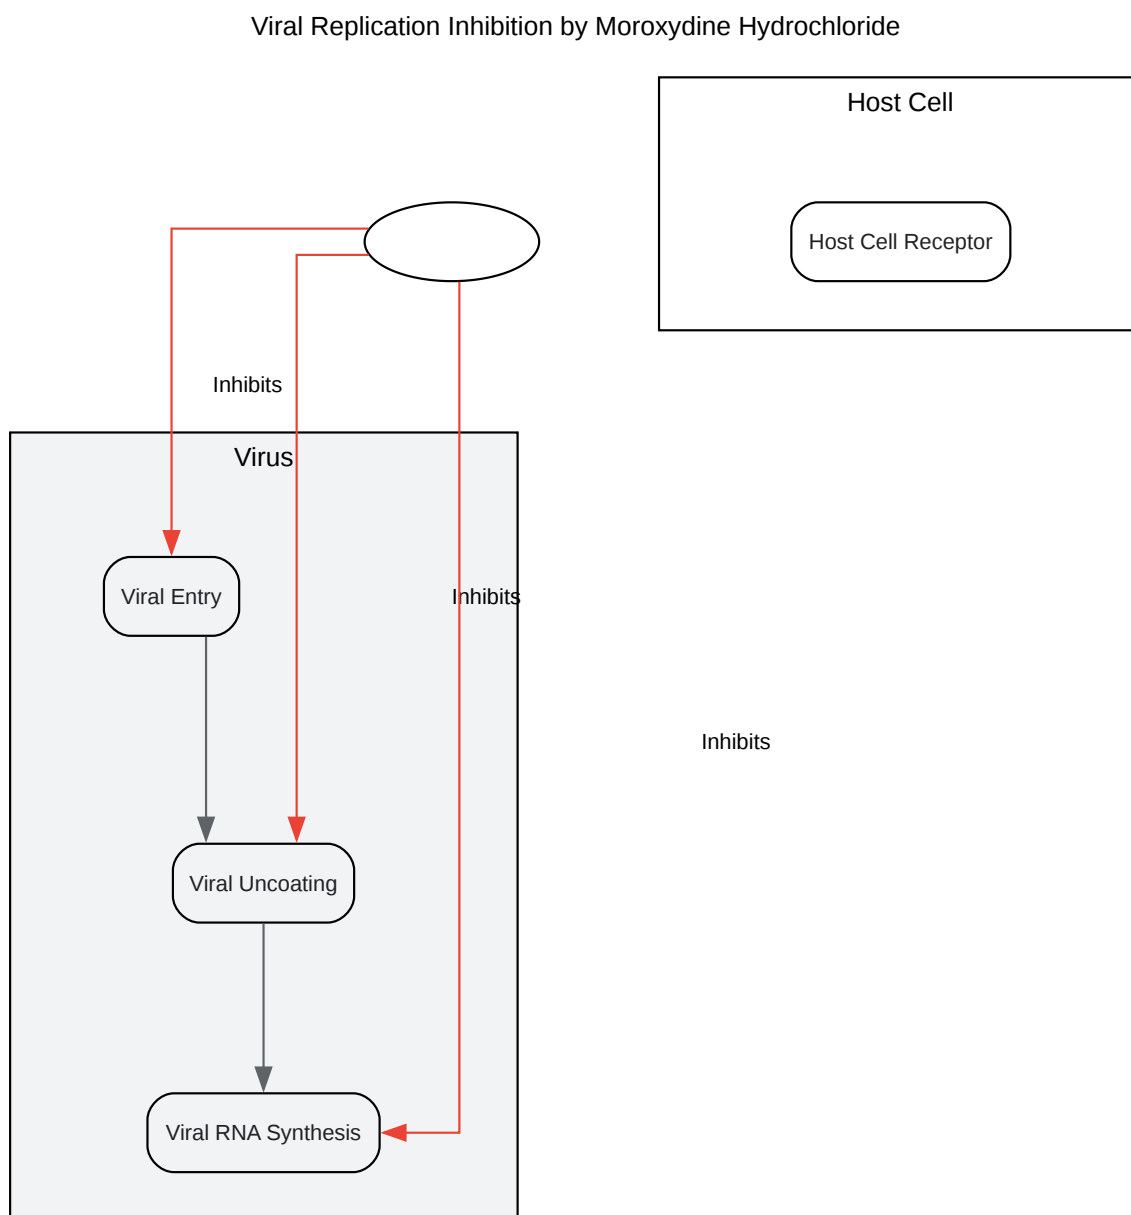 Viral Replication Inhibition by Moroxydine Hydrochloride
Host Cell
Host Cell Receptor
Inhibits
Virus
Viral Entry
Inhibits
Inhibits
Viral Uncoating
Viral RNA Synthesis